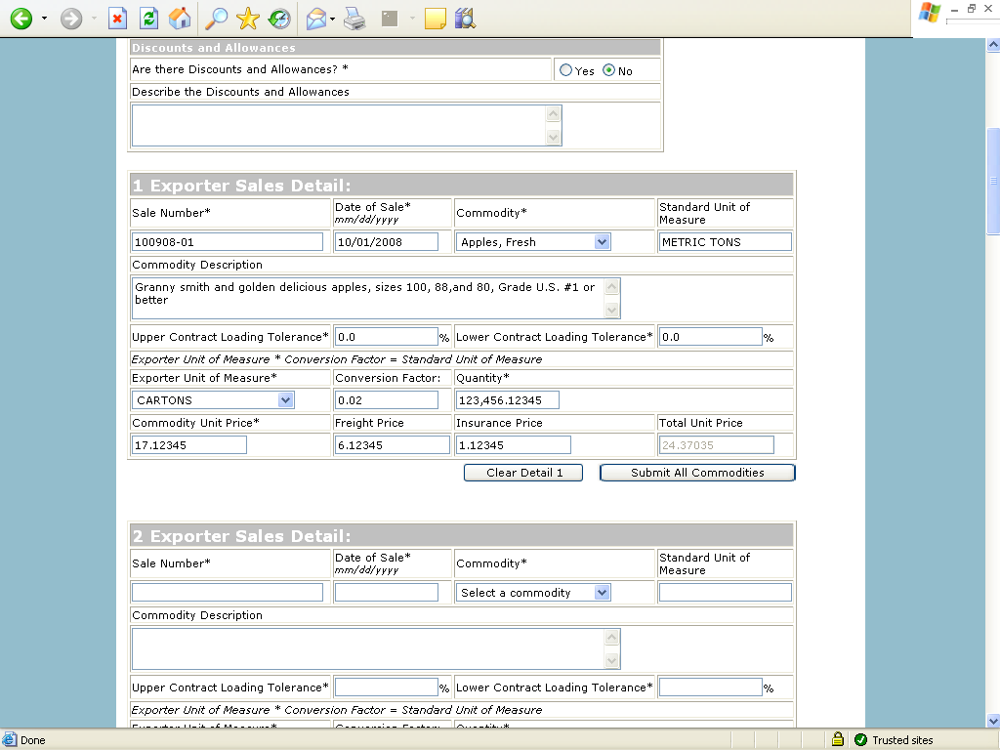 Discounts and Allowances
Are there Discounts and Allowances? * Yes No
Describe the Discounts and Allowances
1 Exporter Sales Detail:
Sale Number* Date of Sale* mm/dd/yyyy Commodity* Standard Unit of Measure
100908-01 10/01/2008 Apples, Fresh METRIC TONS
Commodity Description
Granny smith and golden delicious apples, sizes 100, 88,and 80, Grade U.S. #1 or
better
Upper Contract Loading Tolerance* 0.0 % Lower Contract Loading Tolerance* 0.0 %
Exporter Unit of Measure * Conversion Factor = Standard Unit of Measure
Exporter Unit of Measure* Conversion Factor: Quantity*
CARTONS 0.02 123,456.12345
Commodity Unit Price* Freight Price Insurance Price Total Unit Price
17.12345 6.12345 1.12345 24.37035
Clear Detail 1 Submit All Commodities
2 Exporter Sales Detail:
Sale Number* Date of Sale* mm/dd/yyyy Commodity* Standard Unit of Measure
Select a commodity
Commodity Description
Upper Contract Loading Tolerance* % Lower Contract Loading Tolerance* %
Exporter Unit of Measure * Conversion Factor = Standard Unit of Measure
Exporter Unit of Measure* Conversion Factor: Quantity*
Done Trusted sites